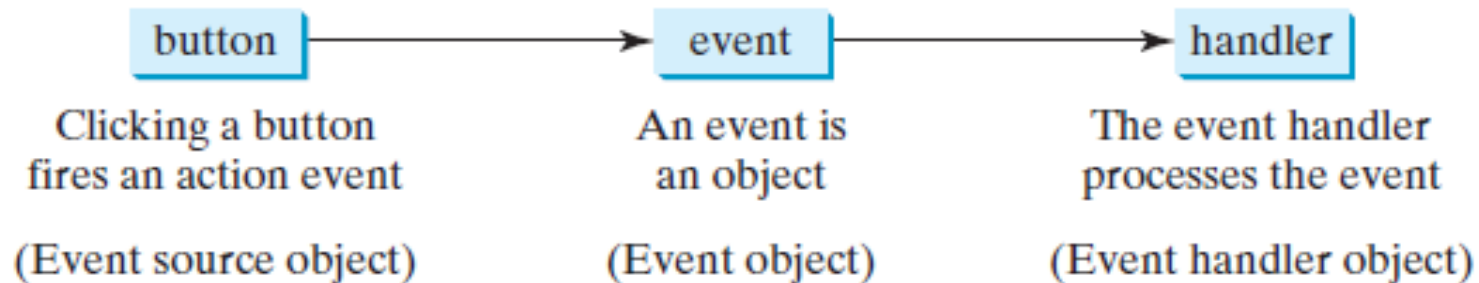 button
event
handler
Clicking a button
fires an action event
An event is
an object
The event handler
processes the event
(Event source object)
(Event object)
(Event handler object)